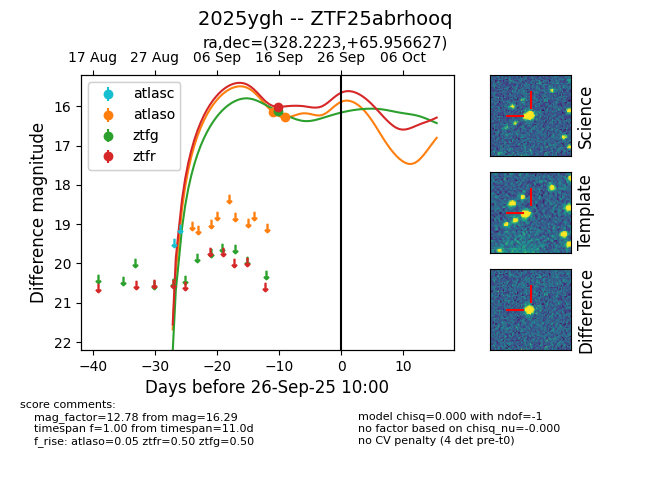 2025ygh -- ZTF25abrhooq
ra,dec=(328.2223,+65.956627)
17 Aug 27 Aug 06 Sep 16 Sep 26 Sep 06 Oct
atlasc
atlaso
ztfg
ztfr
16
17
18
19
20
21
22
Difference magnitude
−40 −30 −20 −10 0 10
Days before 26-Sep-25 10:00
Science
Template
Difference
score comments:
mag_factor=12.78 from mag=16.29
timespan f=1.00 from timespan=11.0d
f_rise: atlaso=0.05 ztfr=0.50 ztfg=0.50
model chisq=0.000 with ndof=-1
no factor based on chisq_nu=-0.000
no CV penalty (4 det pre-t0)